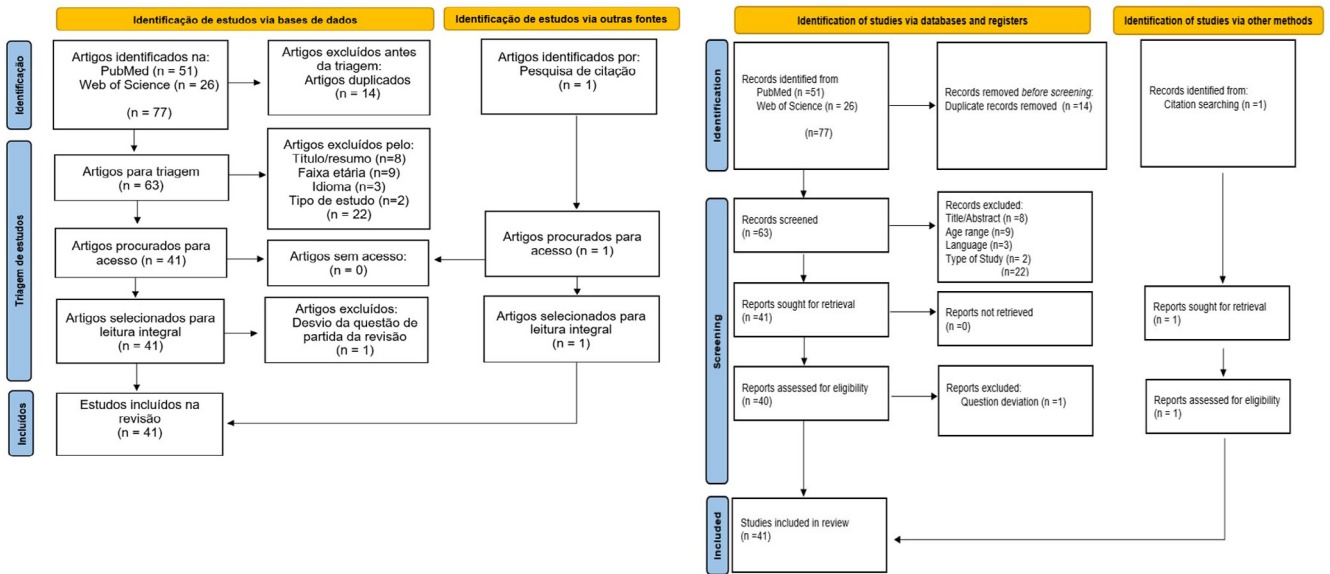 Identificação de estudos via bases de dados
Identificação de estudos via outras fontes
Identificação
Artigos identificados na:
PubMed (n = 51)
Web of Science (n = 26)
(n = 77)
Artigos excluídos antes
da triagem:
Artigos duplicados
(n = 14)
Artigos identificados por:
Pesquisa de citação
(n = 1)
Triagem de estudos
Artigos para triagem
(n = 63)
Artigos excluídos pelo:
Título/resumo (n=8)
Faixa etária (n=9)
Idioma (n=3)
Tipo de estudo (n=2)
(n = 22)
Artigos procurados para
acesso (n = 41)
Artigos sem acesso:
(n = 0)
Artigos procurados para
acesso (n = 1)
Artigos selecionados para
leitura integral
(n = 41)
Artigos excluídos:
Desvio da questão de
partida da revisão
(n = 1)
Artigos selecionados para
leitura integral
(n = 1)
Incluídos
Estudos incluídos na
revisão
(n = 41)
Identification of studies via databases and registers
Identification of studies via other methods
Identification
Records identified from
PubMed (n =51)
Web of Science (n = 26)
(n=77)
Records removed before screening:
Duplicate records removed (n =14)
Records identified from:
Citation searching (n =1)
Screening
Records screened
(n =63)
Records excluded:
Title/Abstract (n =8)
Age range (n=9)
Language (n=3)
Type of Study (n= 2)
(n=22)
Reports sought for retrieval
(n =41)
Reports not retrieved
(n =0)
Reports sought for retrieval
(n = 1)
Reports assessed for eligibility
(n =40)
Reports excluded:
Question deviation (n =1)
Reports assessed for eligibility
(n = 1)
Included
Studies included in review
(n =41)